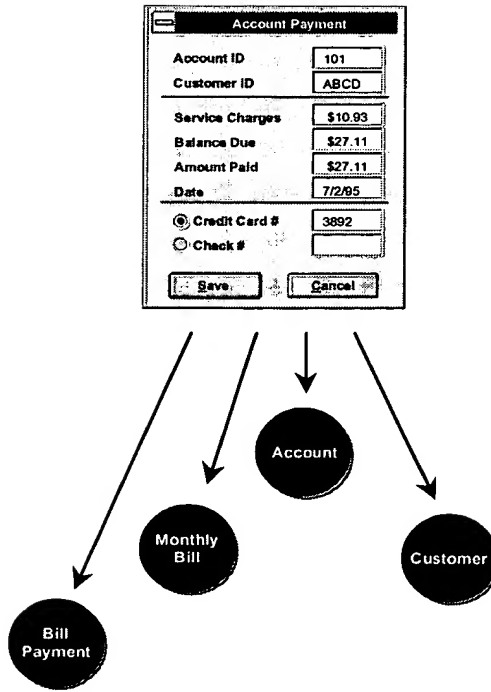 Account Payment
Account ID 101
Customer ID ABCD
Service Charges $10.93
Balance Due $27.11
Amount Paid $27.11
Date 7/2/95
Credit Card # 3892
Check #
Save Cancel
Account
Monthly
Bill
Customer
Bill
Payment